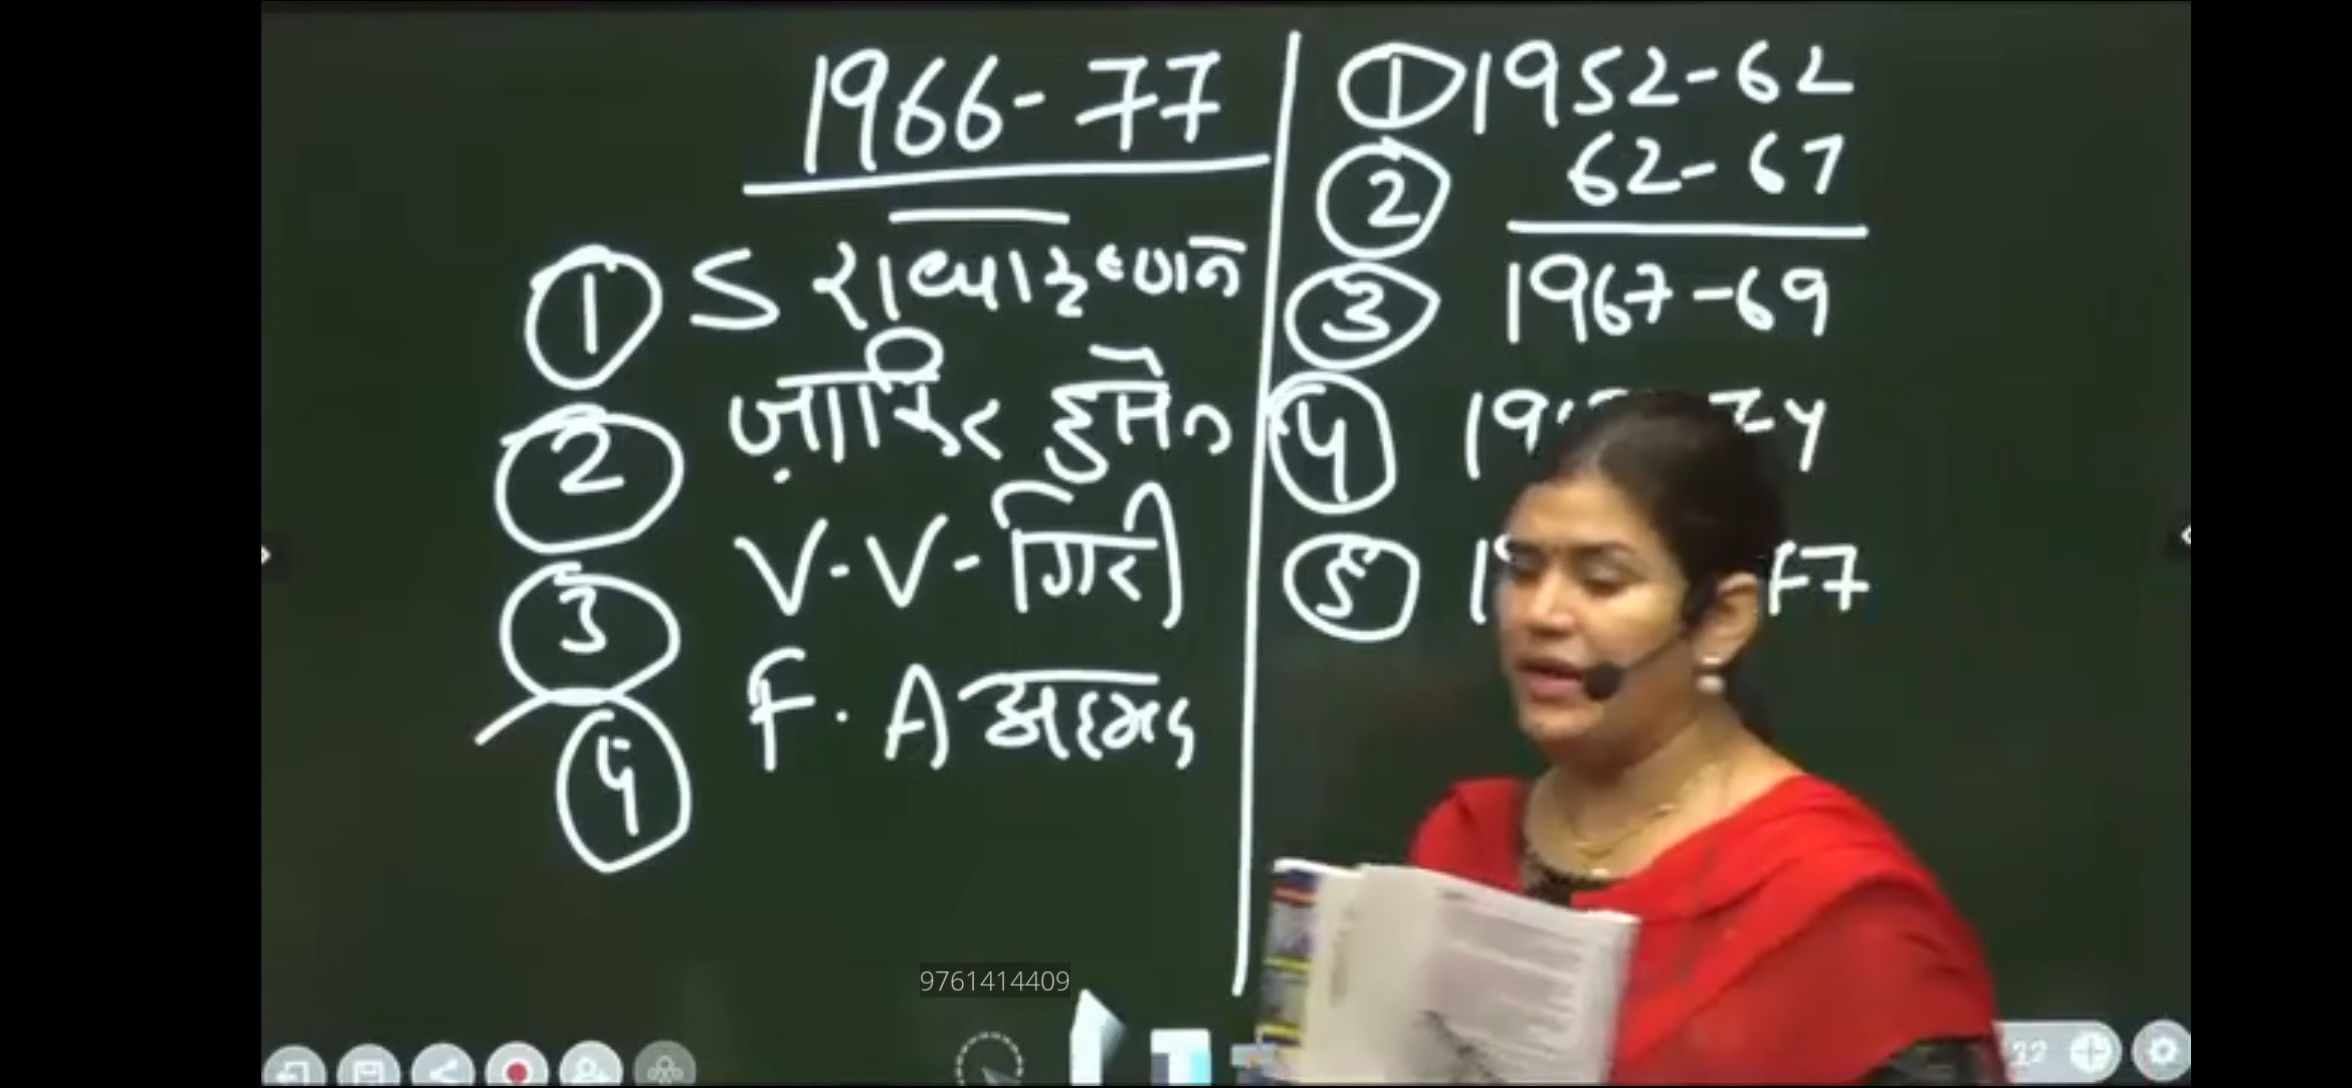 1966-77
① S राधाकृष्णन
② ज़ाकिर हुसैन
③ V.V. गिरी
④ F.A अहमद
① 1952-62
② 62-67
③ 1967-69
④
⑤
9761414409